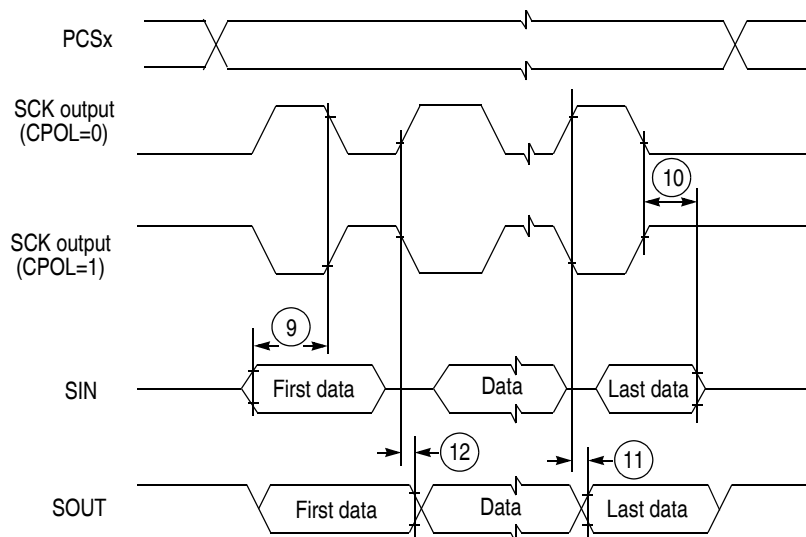 PCSx
SCK output
(CPOL=0)
10
SCK output
(CPOL=1)
9
SIN
First data
Data
Last data
12
11
SOUT
First data
Data
Last data